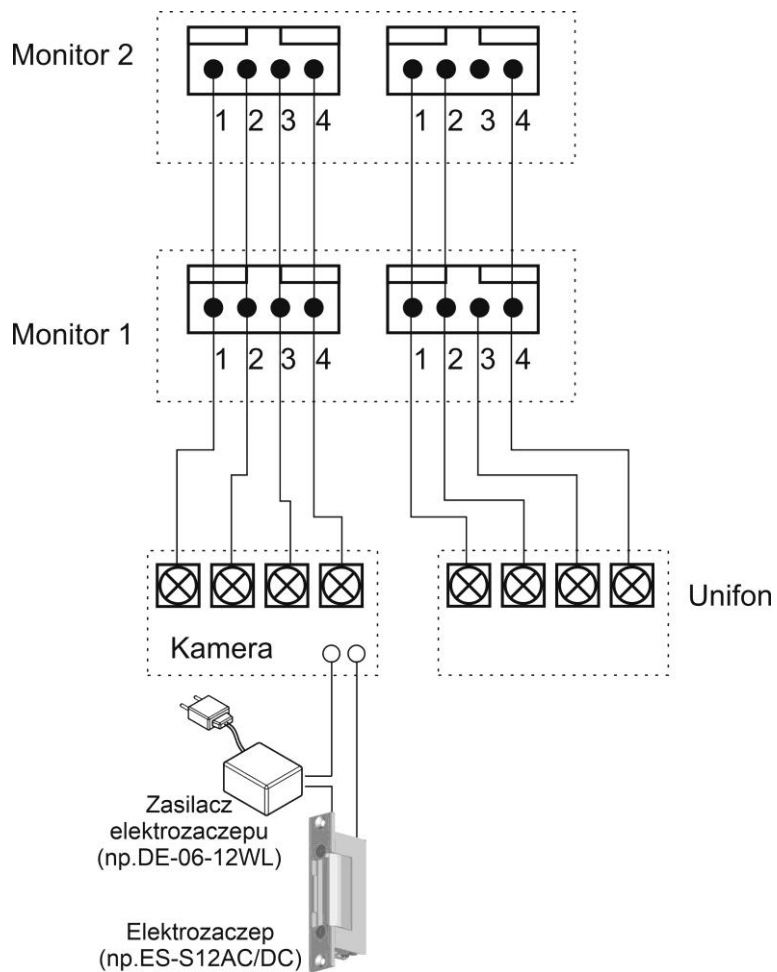 Monitor 2
1 2 3 4 1 2 3 4
Monitor 1
1 2 3 4 1 2 3 4
Unifon
Kamera
Zasilacz
elektrozaczepu
(np.DE-06-12WL)
Elektrozaczep
(np.ES-S12AC/DC)